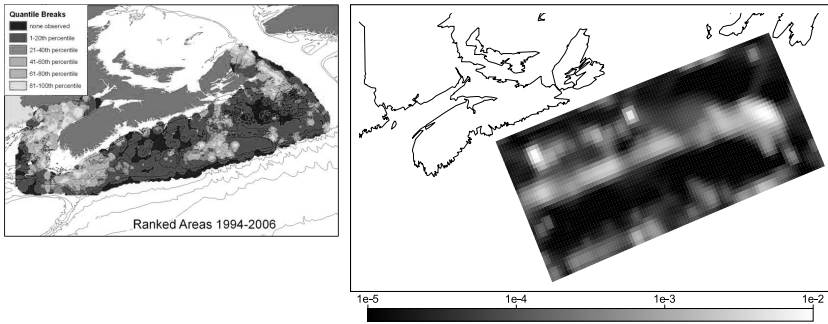 Quantile Breaks
none observed
1-20th percentile
21-40th percentile
41-60th percentile
61-80th percentile
81-100th percentile
Ranked Areas 1994-2006
1e-5 1e-4 1e-3 1e-2